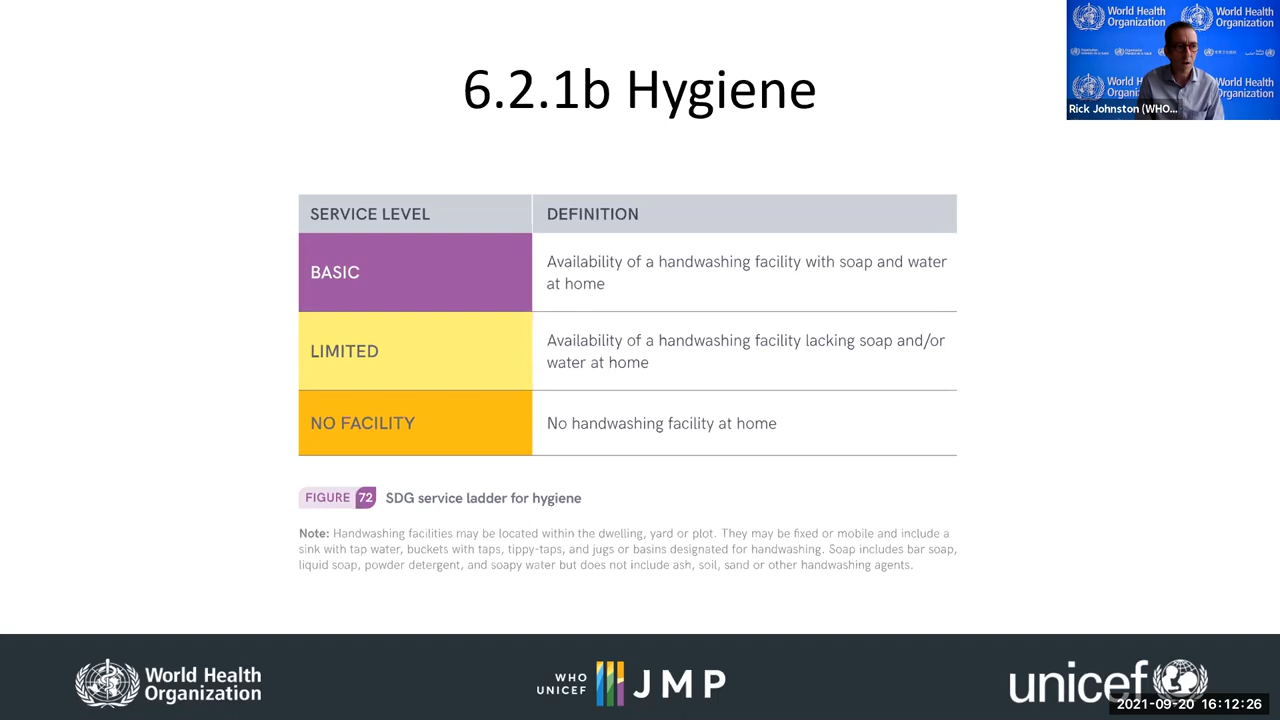 6.2.1b Hygiene
World Health
Organization
World Health
Organization
World H
Organi
World Health
Organization
Rick Johnston (WHO...
SERVICE LEVEL
DEFINITION
BASIC
Availability of a handwashing facility with soap and water
at home
LIMITED
Availability of a handwashing facility lacking soap and/or
water at home
NO FACILITY
No handwashing facility at home
FIGURE 72 SDG service ladder for hygiene
Note: Handwashing facilities may be located within the dwelling, yard or plot. They may be fixed or mobile and include a
sink with tap water, buckets with taps, tippy-taps, and jugs or basins designated for handwashing. Soap includes bar soap,
liquid soap, powder detergent, and soapy water but does not include ash, soil, sand or other handwashing agents.
World Health
Organization
WHO
UNICEF
JMP
unicef
2021-09-20 16:12:26